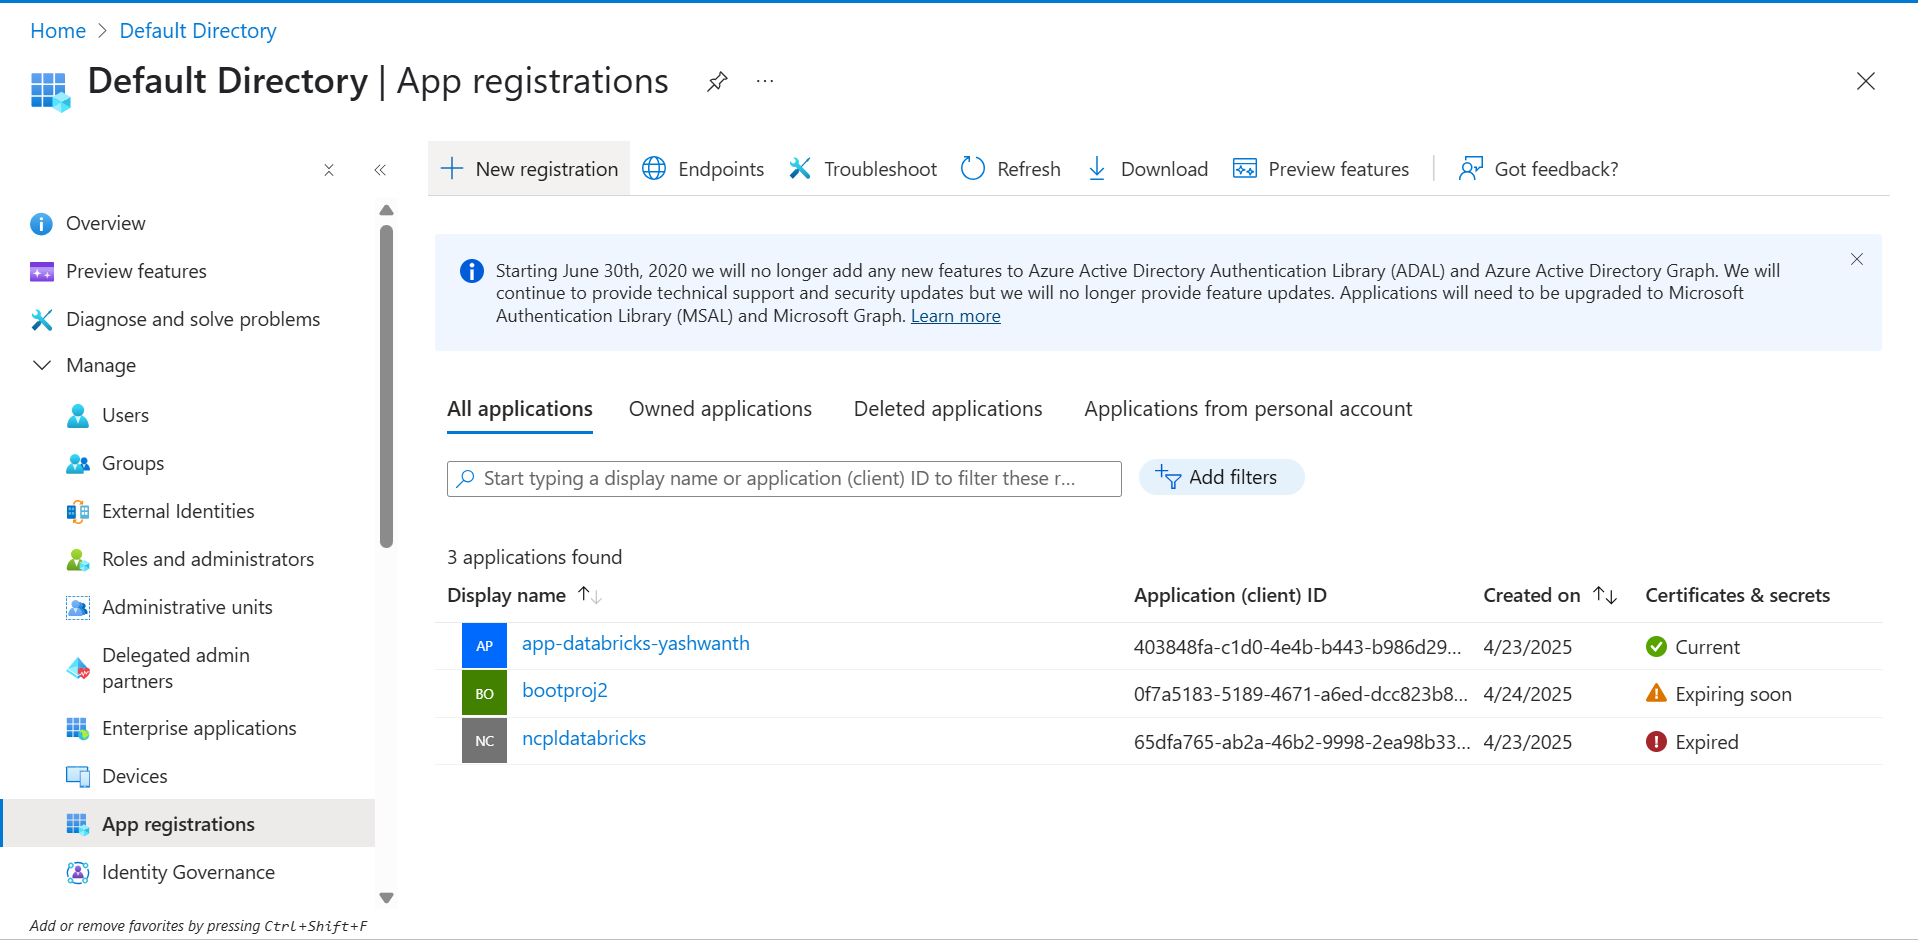 Home > Default Directory
Default Directory | App registrations
New registration
Endpoints
Troubleshoot
Refresh
Download
Preview features
Got feedback?
Overview
Preview features
Diagnose and solve problems
Manage
Users
Groups
External Identities
Roles and administrators
Administrative units
Delegated admin
partners
Enterprise applications
Devices
App registrations
Identity Governance
Add or remove favorites by pressing Ctrl+Shift+F
Starting June 30th, 2020 we will no longer add any new features to Azure Active Directory Authentication Library (ADAL) and Azure Active Directory Graph. We will
continue to provide technical support and security updates but we will no longer provide feature updates. Applications will need to be upgraded to Microsoft
Authentication Library (MSAL) and Microsoft Graph. Learn more
All applications
Owned applications
Deleted applications
Applications from personal account
Start typing a display name or application (client) ID to filter these r...
Add filters
3 applications found
Display name Application (client) ID Created on Certificates & secrets
AP app-databricks-yashwanth 403848fa-c1d0-4e4b-b443-b986d29... 4/23/2025 Current
BO bootproj2 0f7a5183-5189-4671-a6ed-dcc823b8... 4/24/2025 Expiring soon
NC ncpldatabricks 65dfa765-ab2a-46b2-9998-2ea98b33... 4/23/2025 Expired